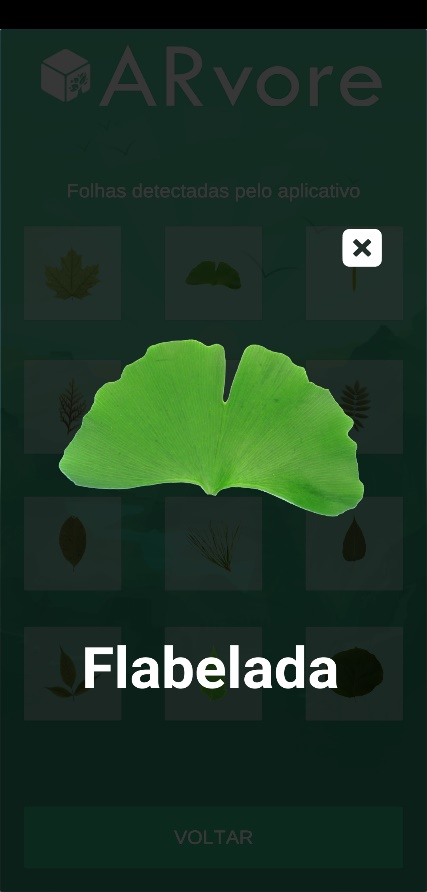 ARvore
Folhas detectadas pelo aplicativo
Flabelada
VOLTAR